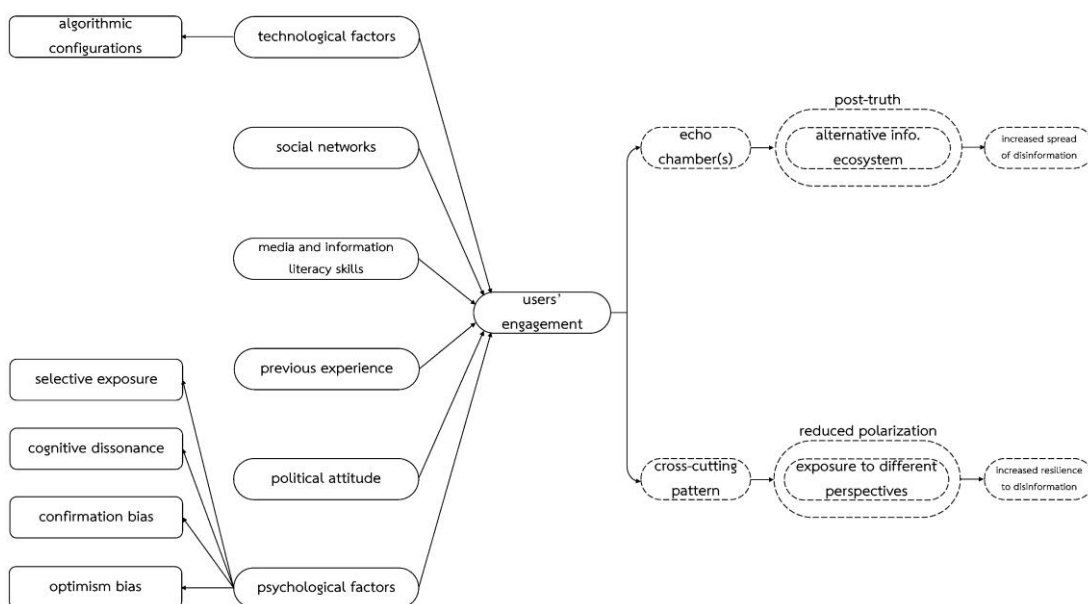 algorithmic
configurations
technological factors
social networks
media and information
literacy skills
previous experience
political attitude
psychological factors
selective exposure
cognitive dissonance
confirmation bias
optimism bias
users'
engagement
echo
chamber(s)
post-truth
alternative info.
ecosystem
increased spread
of disinformation
cross-cutting
pattern
reduced polarization
exposure to different
perspectives
increased resilience
to disinformation